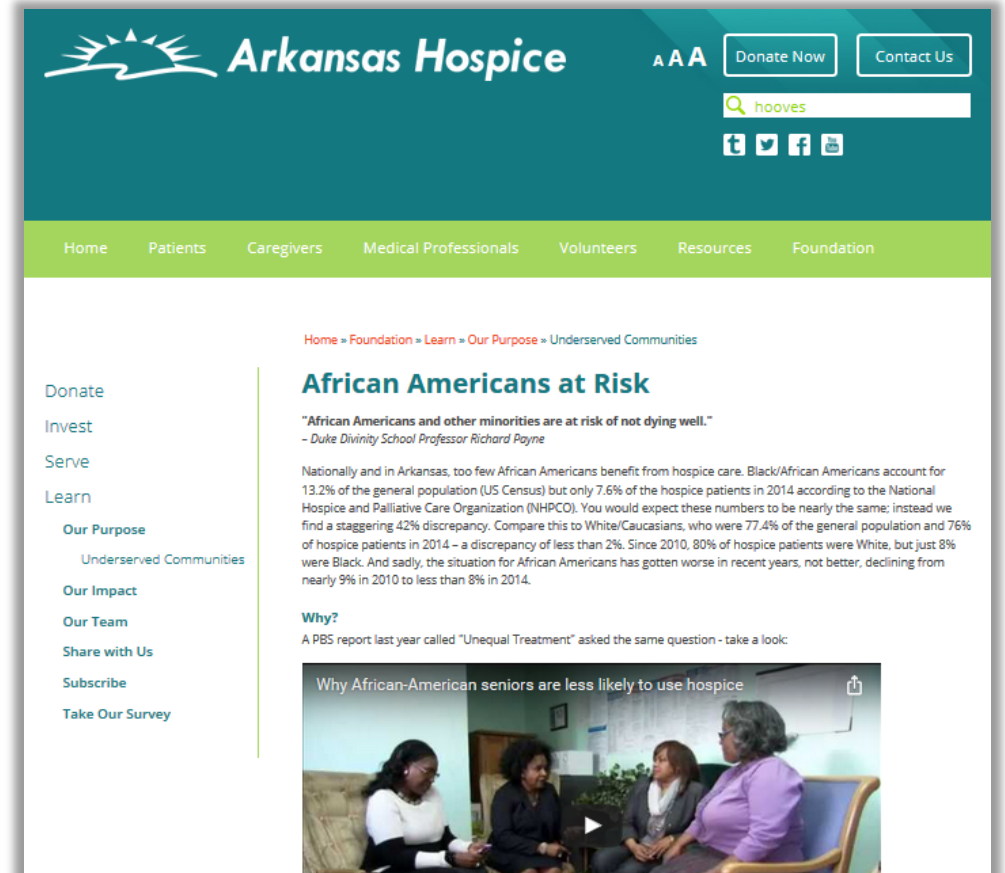 Arkansas Hospice
A A A
Donate Now
Contact Us
hooves
Home Patients Caregivers Medical Professionals Volunteers Resources Foundation
Home » Foundation » Learn » Our Purpose » Underserved Communities
Donate
Invest
Serve
Learn
Our Purpose
Underserved Communities
Our Impact
Our Team
Share with Us
Subscribe
Take Our Survey
African Americans at Risk
"African Americans and other minorities are at risk of not dying well."
– Duke Divinity School Professor Richard Payne
Nationally and in Arkansas, too few African Americans benefit from hospice care. Black/African Americans account for
13.2% of the general population (US Census) but only 7.6% of the hospice patients in 2014 according to the National
Hospice and Palliative Care Organization (NHPCO). You would expect these numbers to be nearly the same; instead we
find a staggering 42% discrepancy. Compare this to White/Caucasians, who were 77.4% of the general population and 76%
of hospice patients in 2014 – a discrepancy of less than 2%. Since 2010, 80% of hospice patients were White, but just 8%
were Black. And sadly, the situation for African Americans has gotten worse in recent years, not better, declining from
nearly 9% in 2010 to less than 8% in 2014.
Why?
A PBS report last year called "Unequal Treatment" asked the same question - take a look:
Why African-American seniors are less likely to use hospice